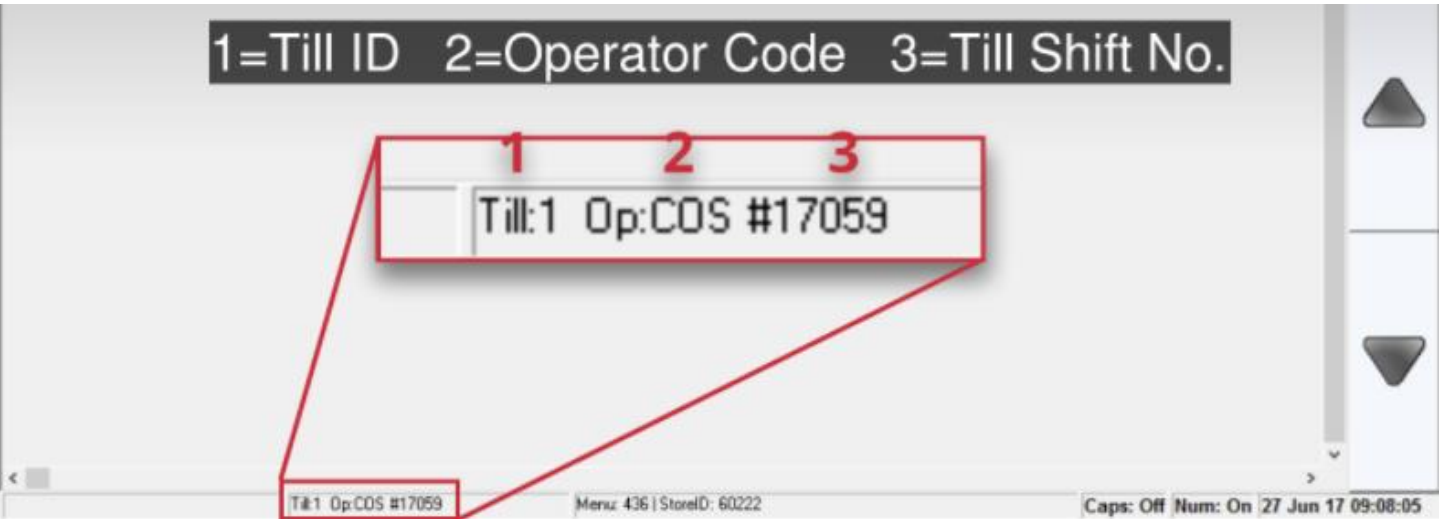 1=Till ID 2=Operator Code 3=Till Shift No.
1 2 3
Till:1 Op:COS #17059
Till:1 Op:COS #17059 Menu: 436 | StoreID: 60222 Caps: Off Num: On 27 Jun 17 09:08:05